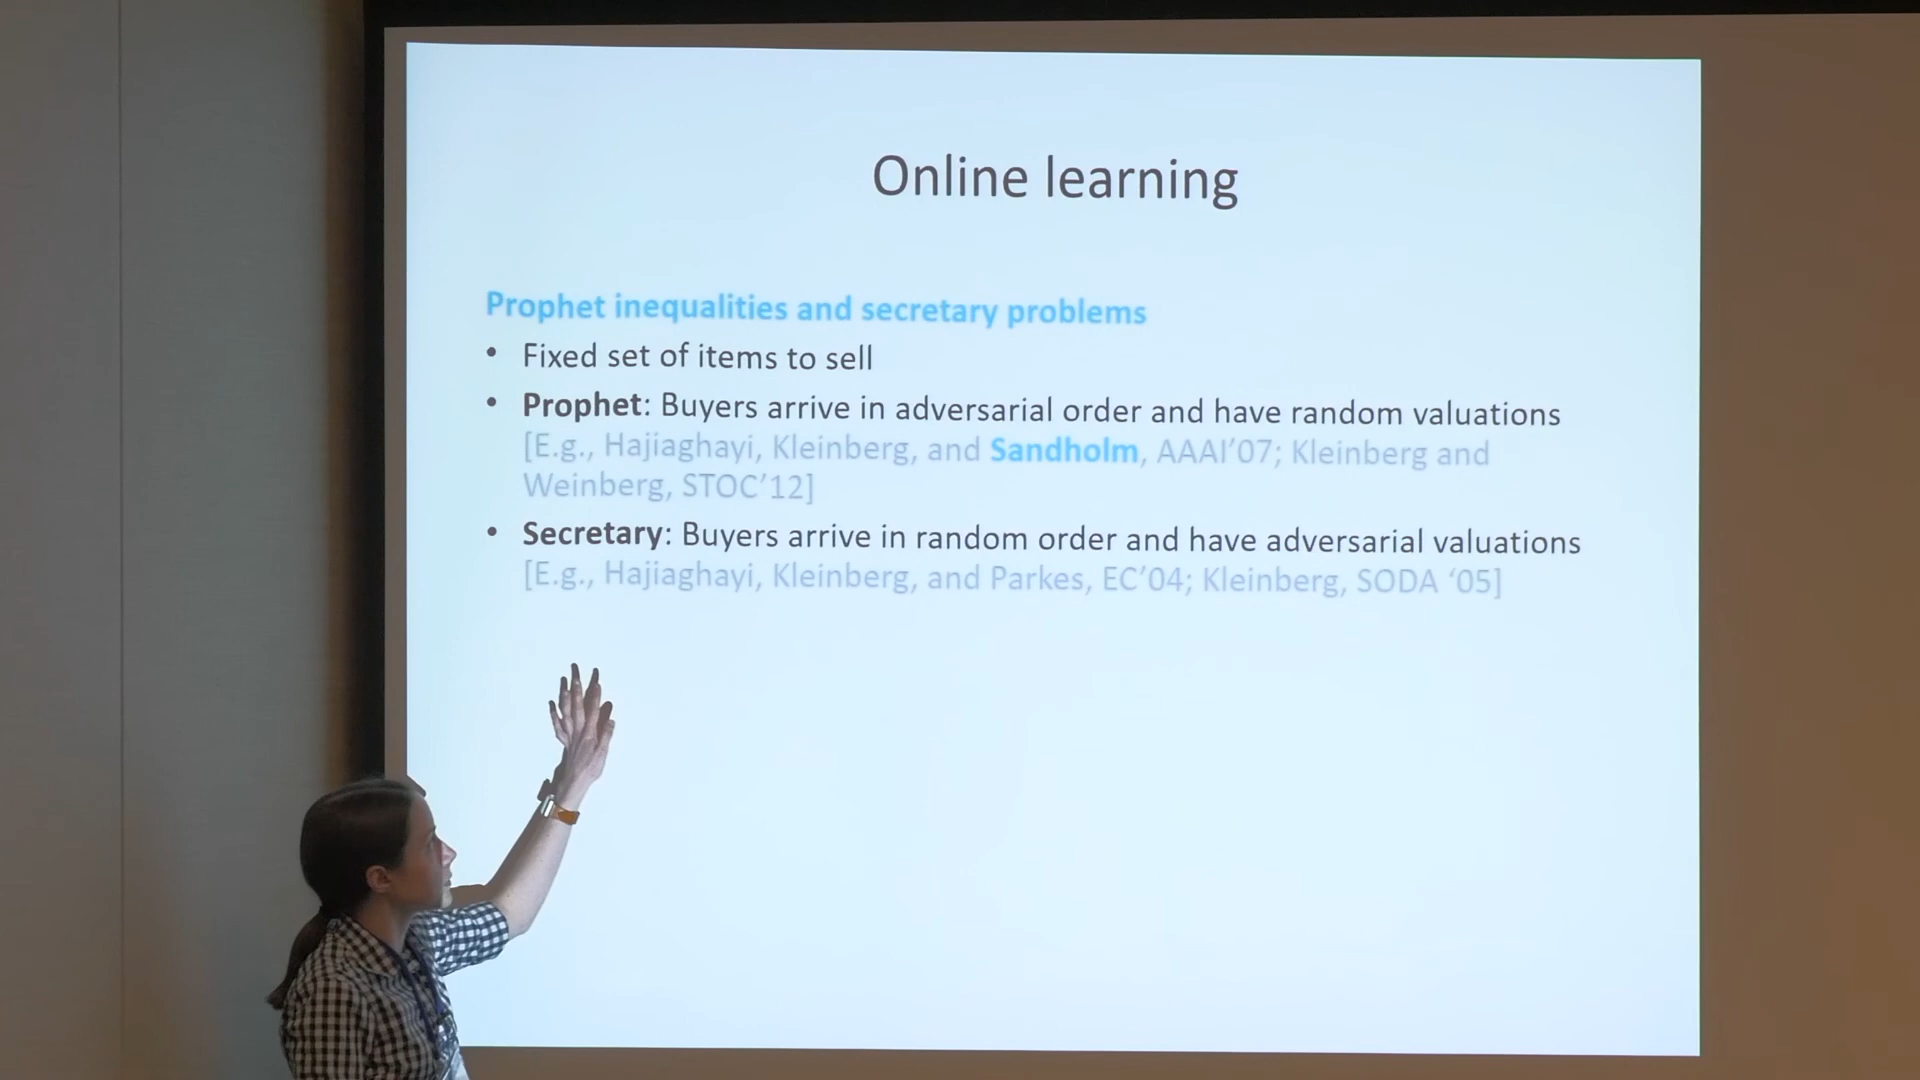 Online learning
Prophet inequalities and secretary problems
• Fixed set of items to sell
• Prophet: Buyers arrive in adversarial order and have random valuations
[E.g., Hajiaghayi, Kleinberg, and Sandholm, AAAI’07; Kleinberg and
Weinberg, STOC’12]
• Secretary: Buyers arrive in random order and have adversarial valuations
[E.g., Hajiaghayi, Kleinberg, and Parkes, EC’04; Kleinberg, SODA ‘05]